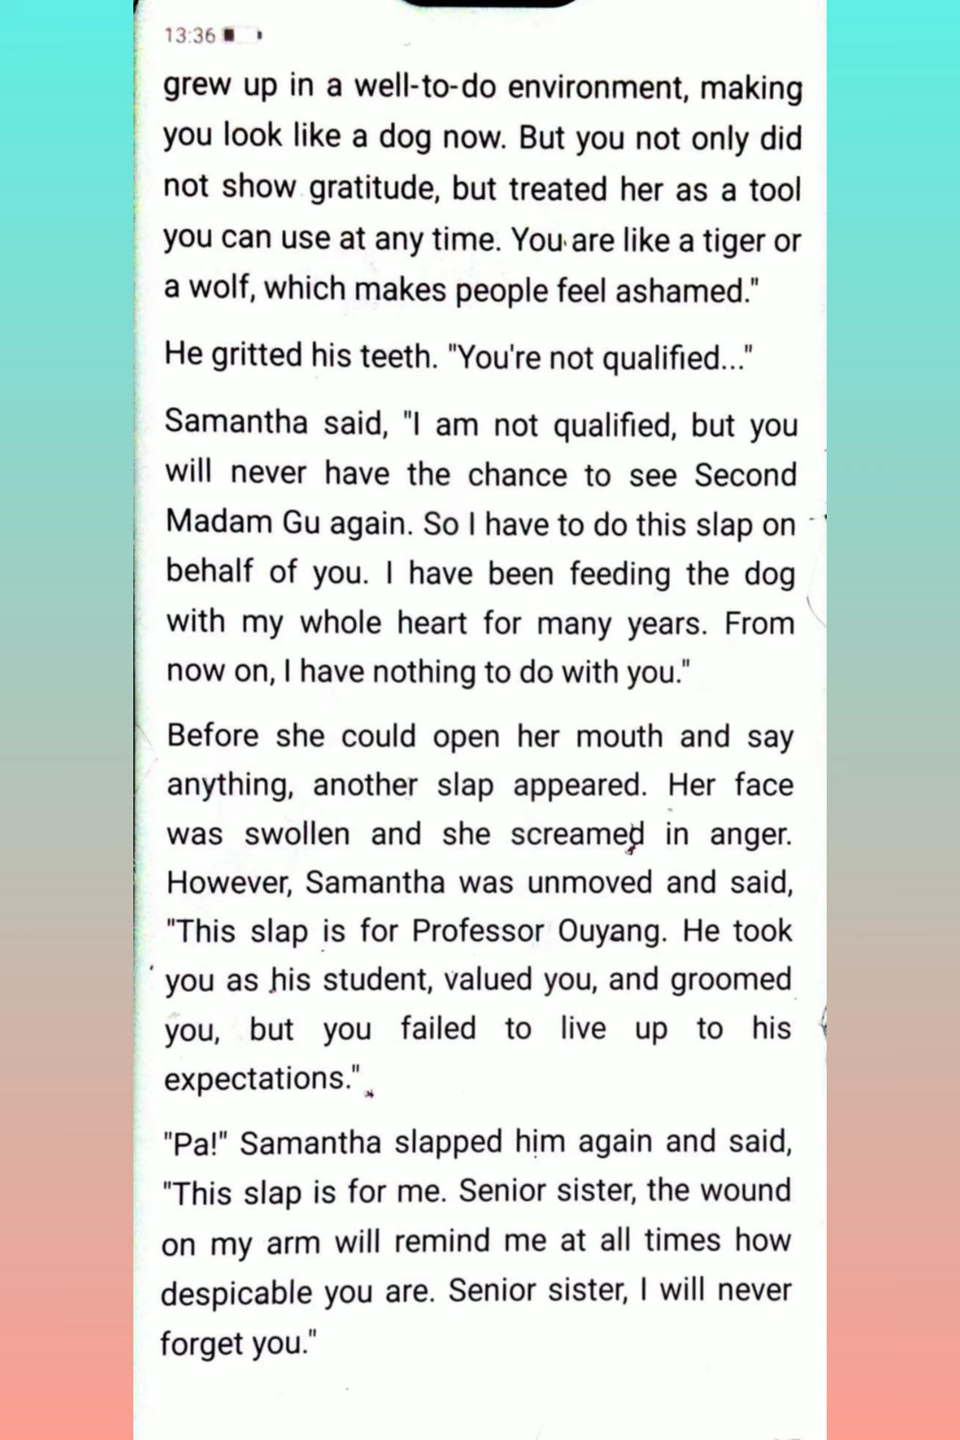 13:36
grew up in a well-to-do environment, making
you look like a dog now. But you not only did
not show gratitude, but treated her as a tool
you can use at any time. You are like a tiger or
a wolf, which makes people feel ashamed."
He gritted his teeth. "You're not qualified..."
Samantha said, "I am not qualified, but you
will never have the chance to see Second
Madam Gu again. So I have to do this slap on
behalf of you. I have been feeding the dog
with my whole heart for many years. From
now on, I have nothing to do with you."
Before she could open her mouth and say
anything, another slap appeared. Her face
was swollen and she screamed in anger.
However, Samantha was unmoved and said,
"This slap is for Professor Ouyang. He took
you as his student, valued you, and groomed
you, but you failed to live up to his
expectations."
"Pa!" Samantha slapped him again and said,
"This slap is for me. Senior sister, the wound
on my arm will remind me at all times how
despicable you are. Senior sister, I will never
forget you."